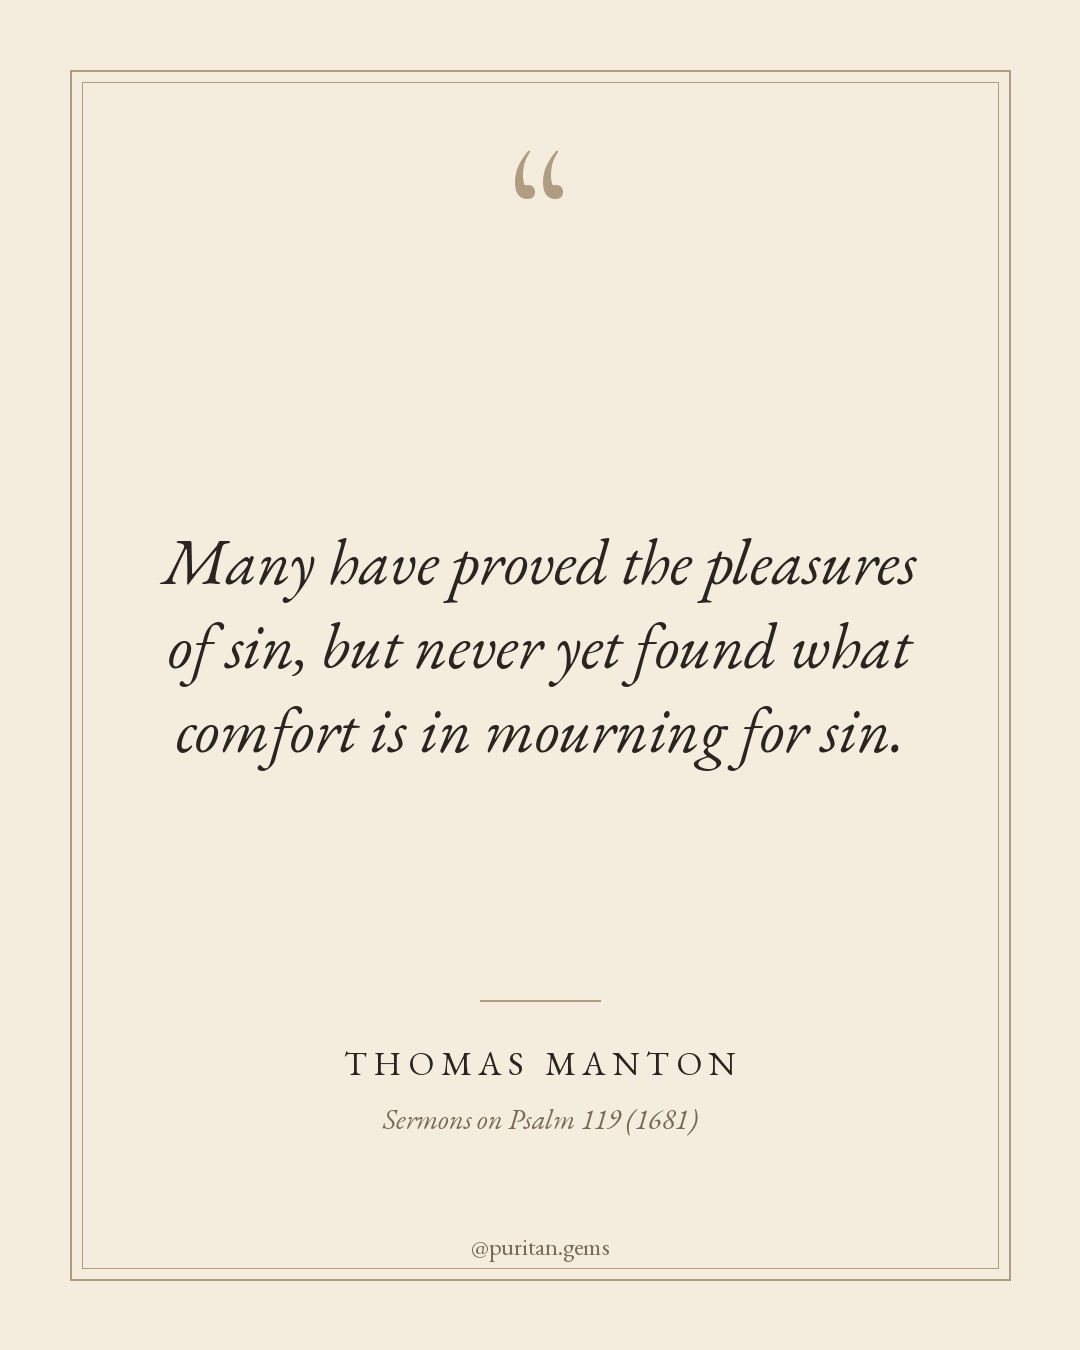 “
Many have proved the pleasures
of sin, but never yet found what
comfort is in mourning for sin.
THOMAS MANTON
Sermons on Psalm 119 (1681)
@puritan.gems